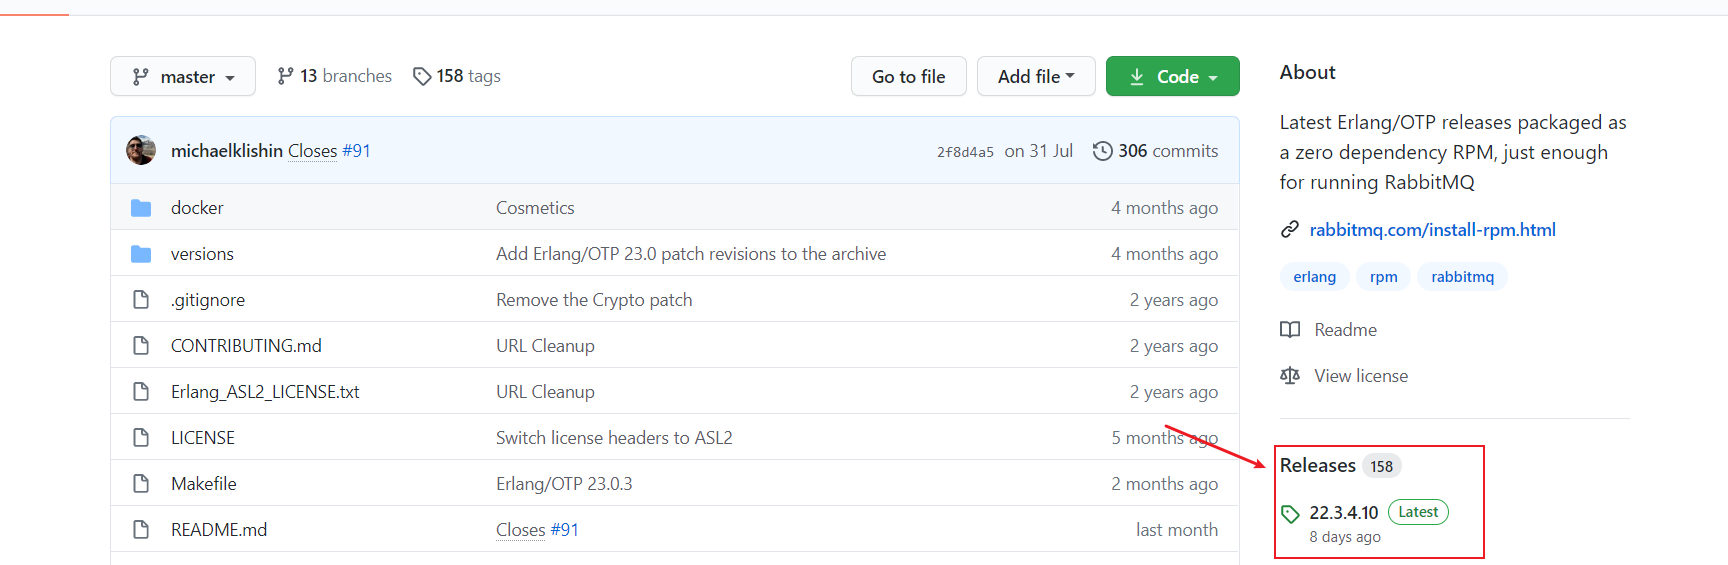 master 13 branches 158 tags Go to file Add file Code
michaelklishin Closes #91 2f8d4a5 on 31 Jul 306 commits
docker Cosmetics 4 months ago
versions Add Erlang/OTP 23.0 patch revisions to the archive 4 months ago
.gitignore Remove the Crypto patch 2 years ago
CONTRIBUTING.md URL Cleanup 2 years ago
Erlang_ASL2_LICENSE.txt URL Cleanup 2 years ago
LICENSE Switch license headers to ASL2 5 months ago
Makefile Erlang/OTP 23.0.3 2 months ago
README.md Closes #91 last month
About
Latest Erlang/OTP releases packaged as
a zero dependency RPM, just enough
for running RabbitMQ
rabbitmq.com/install-rpm.html
erlang rpm rabbitmq
Readme
View license
Releases 158
22.3.4.10 Latest
8 days ago